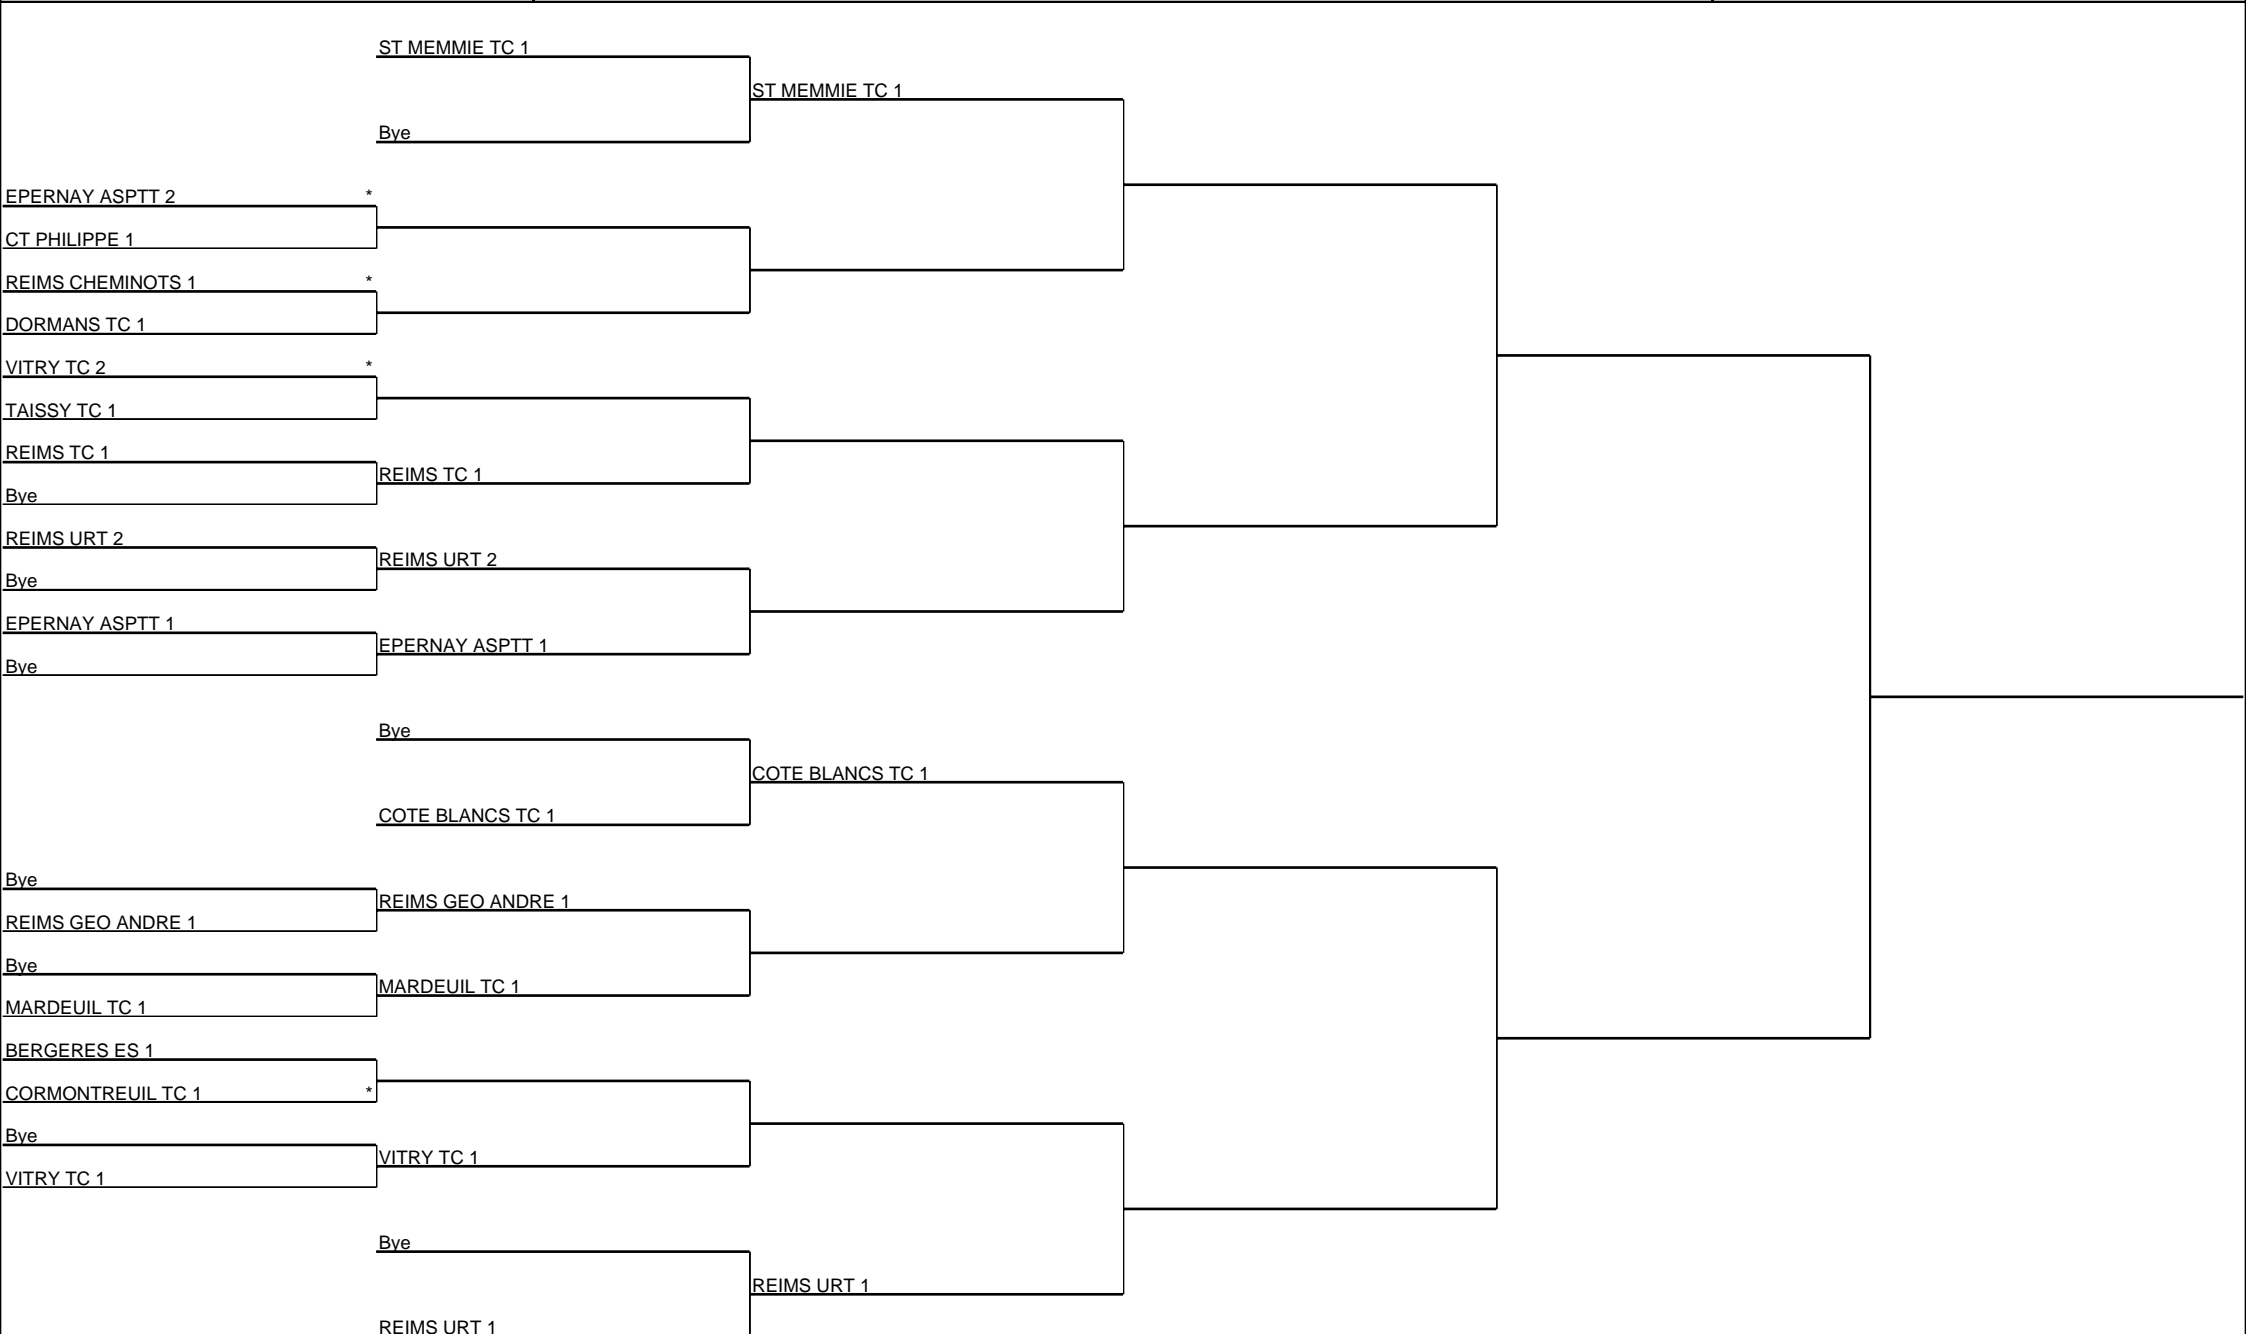 ST MEMMIE TC 1
ST MEMMIE TC 1
Bye
EPERNAY ASPTT 2 *
CT PHILIPPE 1
REIMS CHEMINOTS 1 *
DORMANS TC 1
VITRY TC 2 *
TAISSY TC 1
REIMS TC 1
REIMS TC 1
Bye
REIMS URT 2
REIMS URT 2
Bye
EPERNAY ASPTT 1
EPERNAY ASPTT 1
Bye
Bye
COTE BLANCS TC 1
COTE BLANCS TC 1
Bye
REIMS GEO ANDRE 1
REIMS GEO ANDRE 1
Bye
MARDEUIL TC 1
MARDEUIL TC 1
BERGERES ES 1
CORMONTREUIL TC 1 *
Bye
VITRY TC 1
VITRY TC 1
Bye
REIMS URT 1
REIMS URT 1